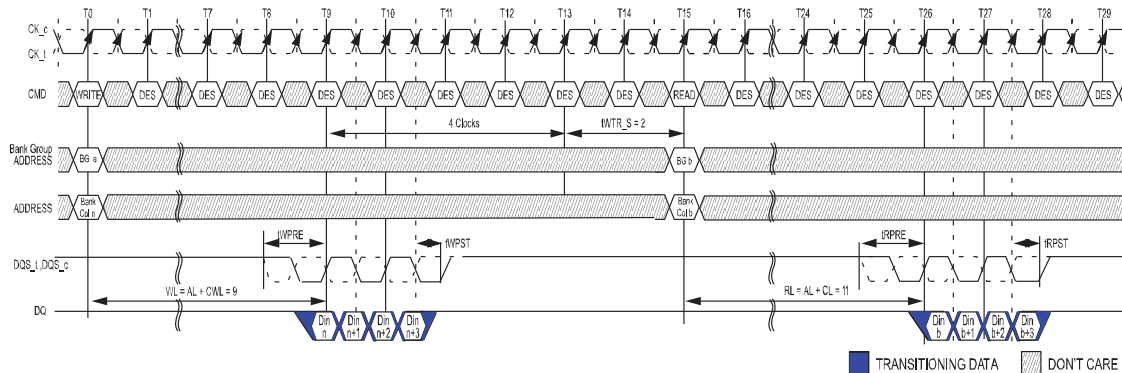 T0 T1 T7 T8 T9 T10 T11 T12 T13 T14 T15 T16 T24 T25 T26 T27 T28 T29
CK_c
CK_t
CMD WRITE DES DES DES DES DES DES DES DES DES READ DES DES DES DES DES DES DES
4 Clocks tWTR_S = 2
Bank Group
ADDRESS BG a BG b
ADDRESS Bank Col n Bank Col b
tWPRE tWPST tRPRE tRPST
DQS_t ,DQS_c
WL = AL + CWL = 9 RL = AL + CL = 11
DQ Din n Din n+1 Din n+2 Din n+3 Din b Din b+1 Din b+2 Din b+3
TRANSITIONING DATA DON'T CARE